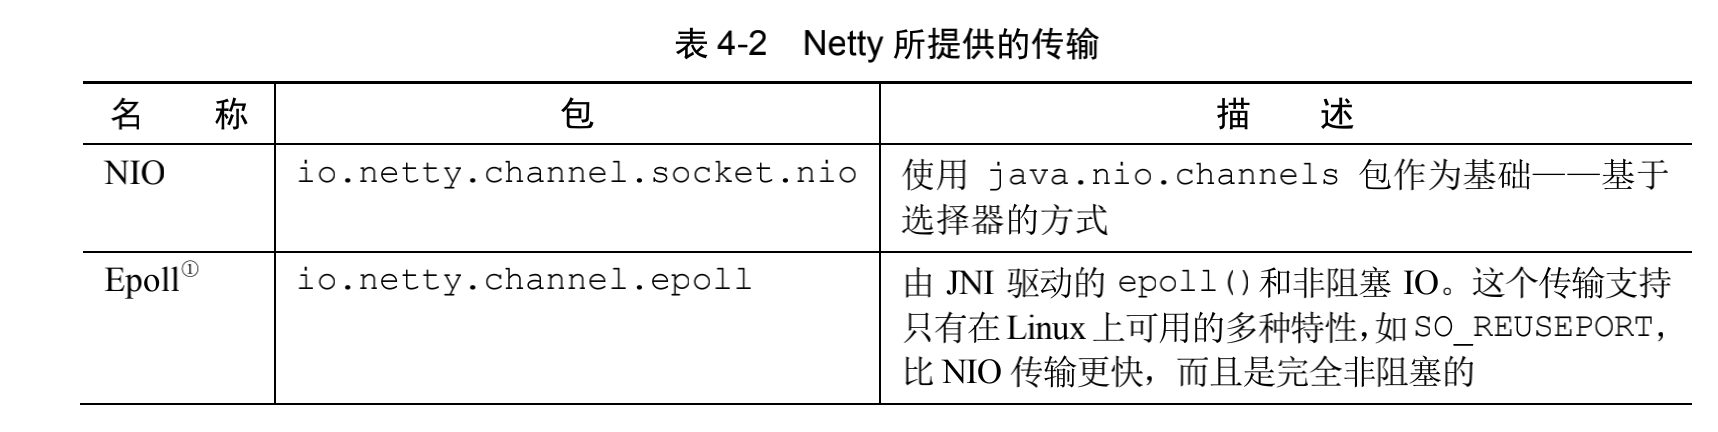 表 4-2 Netty 所提供的传输
名 称 包 描 述
NIO io.netty.channel.socket.nio 使用 java.nio.channels 包作为基础——基于
选择器的方式
Epoll① io.netty.channel.epoll 由 JNI 驱动的 epoll()和非阻塞 IO。这个传输支持
只有在 Linux 上可用的多种特性，如 SO_REUSEPORT，
比 NIO 传输更快，而且是完全非阻塞的